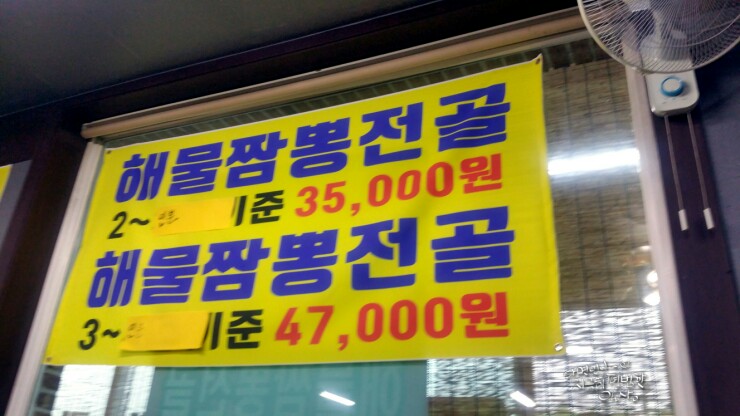 해물짬뽕전골
2~ 기준 35,000원
해물짬뽕전골
3~ 기준 47,000원